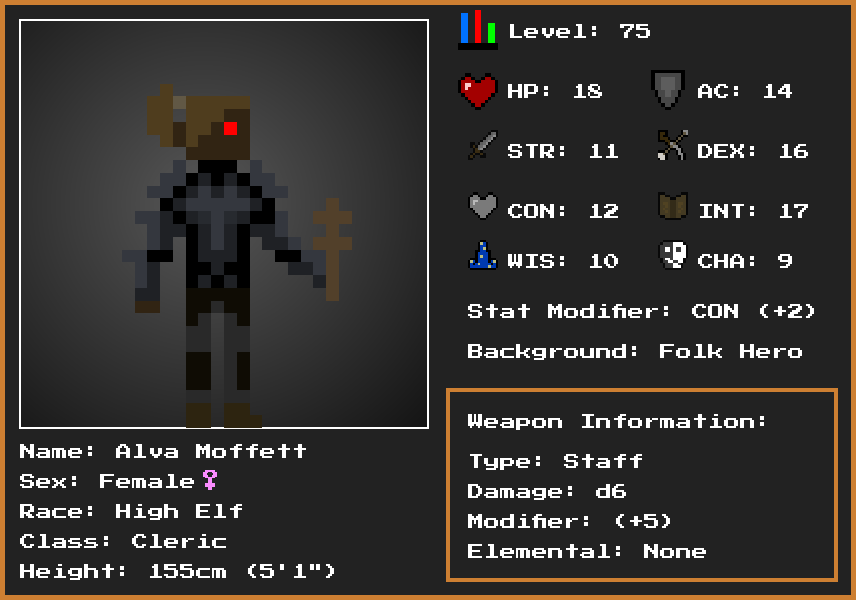 Level: 75
HP: 18
AC: 14
STR: 11
DEX: 16
CON: 12
INT: 17
WIS: 10
CHA: 9
Stat Modifier: CON (+2)
Background: Folk Hero
Weapon Information:
Type: Staff
Damage: d6
Modifier: (+5)
Elemental: None
Name: Alva Moffett
Sex: Female♀
Race: High Elf
Class: Cleric
Height: 155cm (5'1")